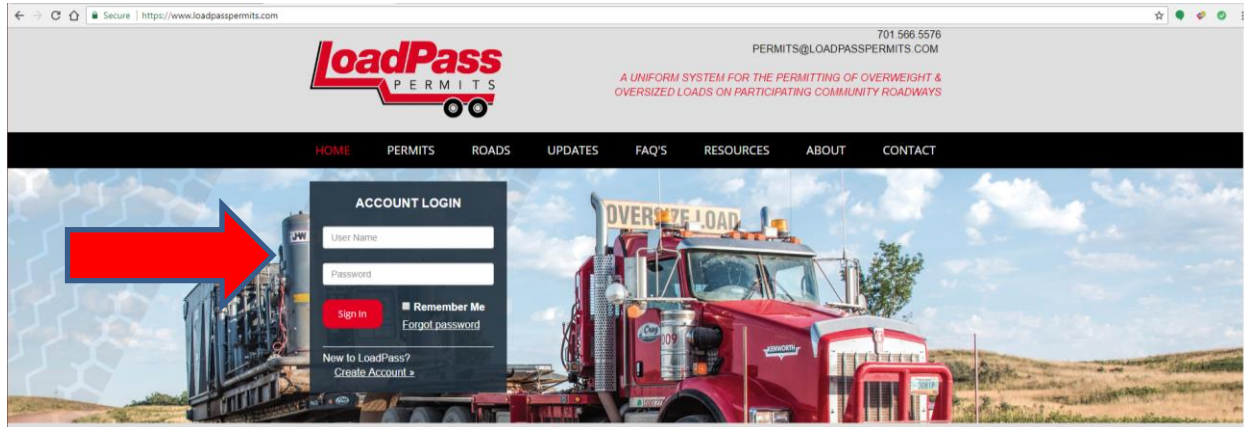 Secure | https://www.loadpasspermits.com
701.566.5576
PERMITS@LOADPASSPERMITS.COM
LoadPass
PERMITS
A UNIFORM SYSTEM FOR THE PERMITTING OF OVERWEIGHT &
OVERSIZED LOADS ON PARTICIPATING COMMUNITY ROADWAYS
HOME PERMITS ROADS UPDATES FAQ'S RESOURCES ABOUT CONTACT
ACCOUNT LOGIN
User Name
Password
Sign In
Remember Me
Forgot password
New to LoadPass?
Create Account »
OVERSIZE LOAD
J-W
009
KENWORTH